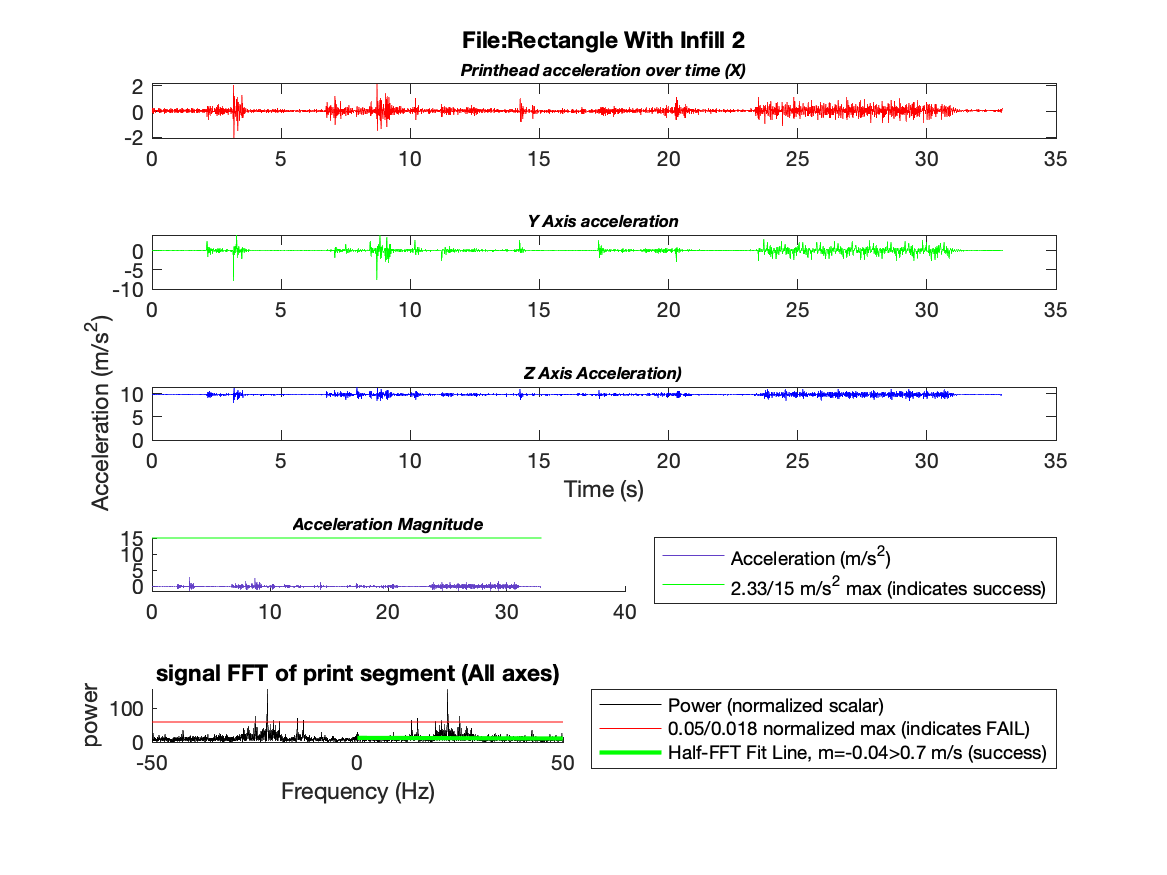 File:Rectangle With Infill 2
Printhead acceleration over time (X)
2
0
-2
0 5 10 15 20 25 30 35
Y Axis acceleration
0
-5
-10
0 5 10 15 20 25 30 35
Acceleration (m/s²)
Z Axis Acceleration)
10
5
0
0 5 10 15 20 25 30 35
Time (s)
Acceleration Magnitude
15
10
5
0
0 10 20 30 40
Acceleration (m/s²)
2.33/15 m/s² max (indicates success)
signal FFT of print segment (All axes)
power
100
0
-50 0 50
Frequency (Hz)
Power (normalized scalar)
0.05/0.018 normalized max (indicates FAIL)
Half-FFT Fit Line, m=-0.04>0.7 m/s (success)